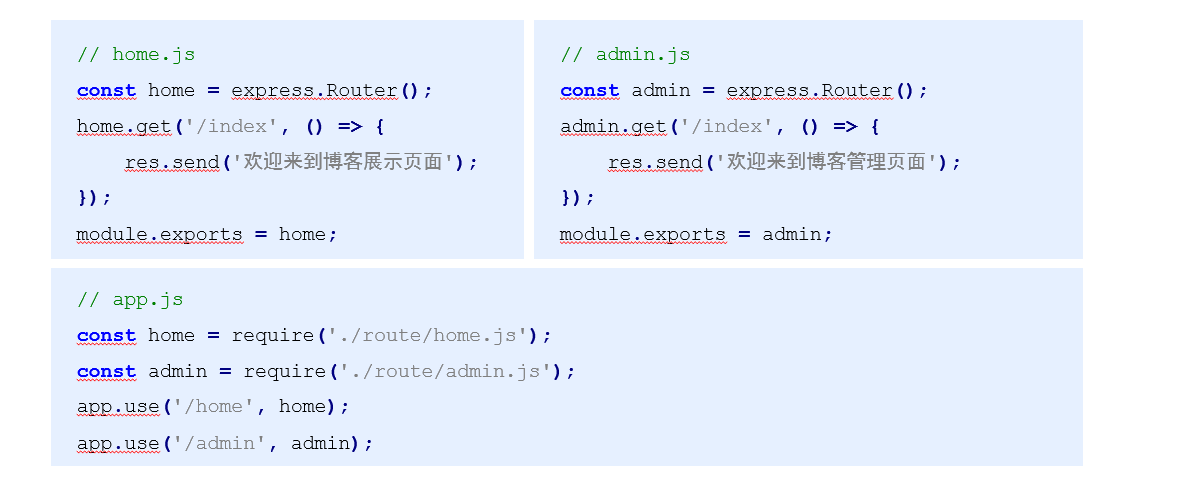 // home.js
const home = express.Router();
home.get('/index', () => {
    res.send('欢迎来到博客展示页面');
});
module.exports = home;
// admin.js
const admin = express.Router();
admin.get('/index', () => {
    res.send('欢迎来到博客管理页面');
});
module.exports = admin;
// app.js
const home = require('./route/home.js');
const admin = require('./route/admin.js');
app.use('/home', home);
app.use('/admin', admin);